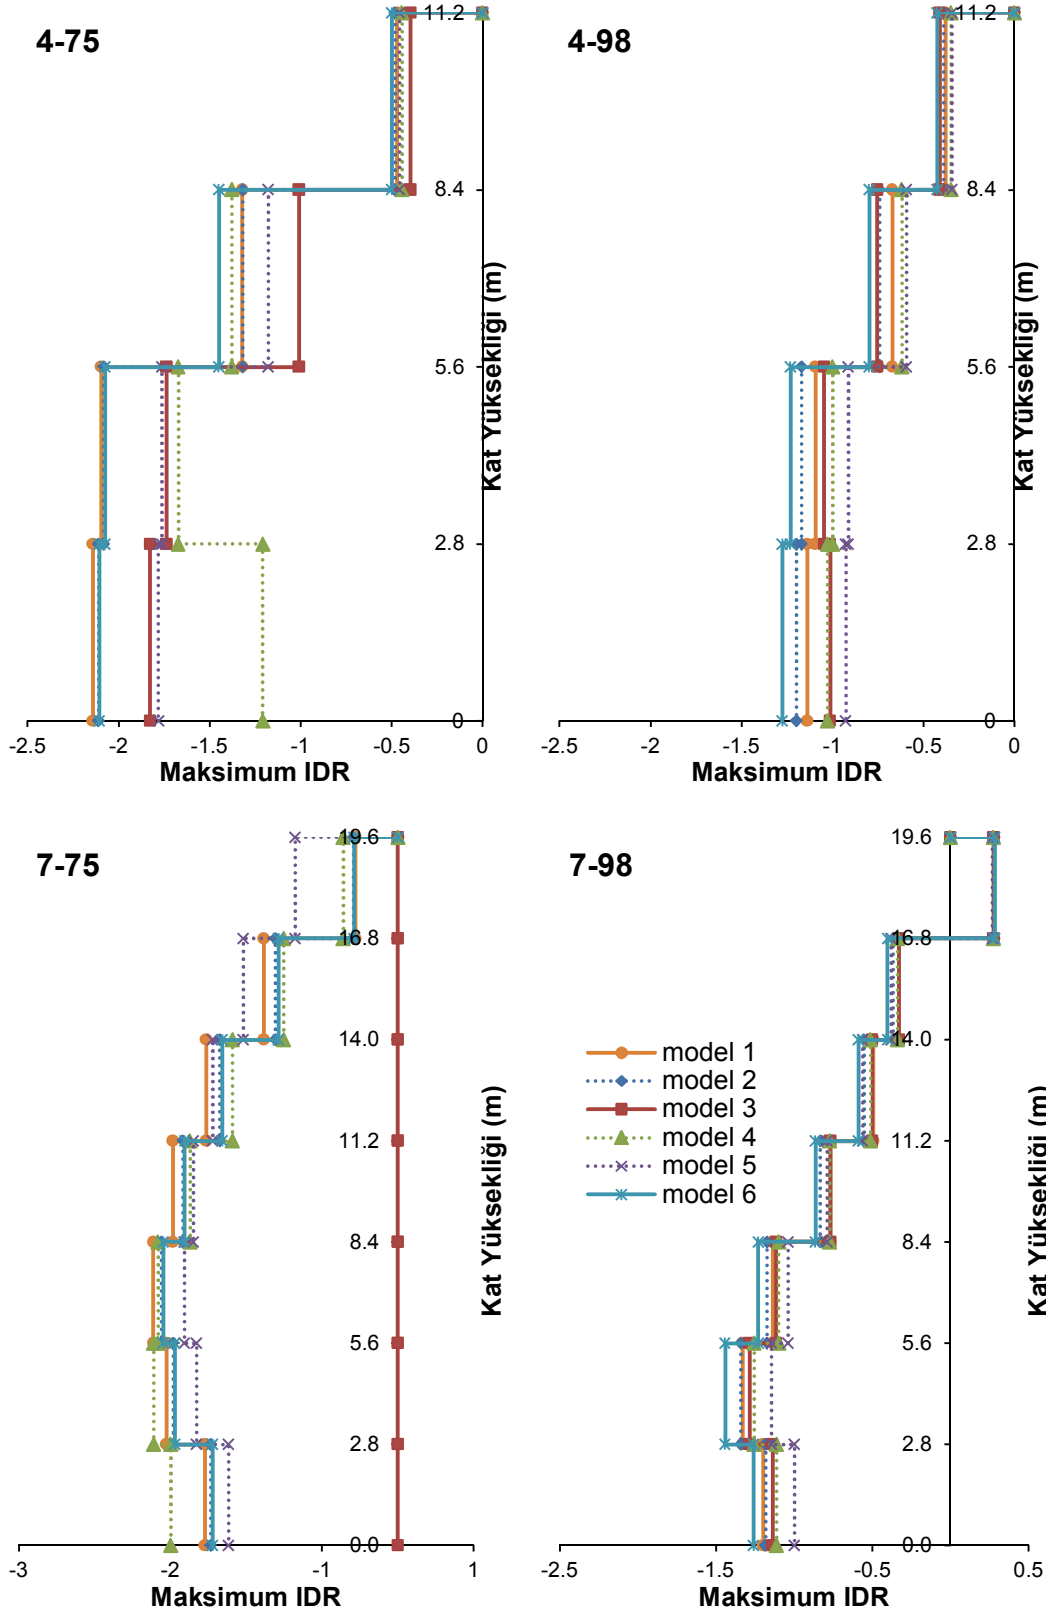 4-75
11.2
8.4
5.6
2.8
0
Kat Yüksekliği (m)
-2.5 -2 -1.5 -1 -0.5 0
Maksimum IDR
4-98
11.2
8.4
5.6
2.8
0
Kat Yüksekliği (m)
-2.5 -2 -1.5 -1 -0.5 0
Maksimum IDR
7-75
19.6
16.8
14.0
11.2
8.4
5.6
2.8
0.0
Kat Yüksekliği (m)
-3 -2 -1 1
Maksimum IDR
7-98
19.6
16.8
14.0
11.2
8.4
5.6
2.8
0.0
Kat Yüksekliği (m)
model 1
model 2
model 3
model 4
model 5
model 6
-2.5 -1.5 -0.5 0.5
Maksimum IDR